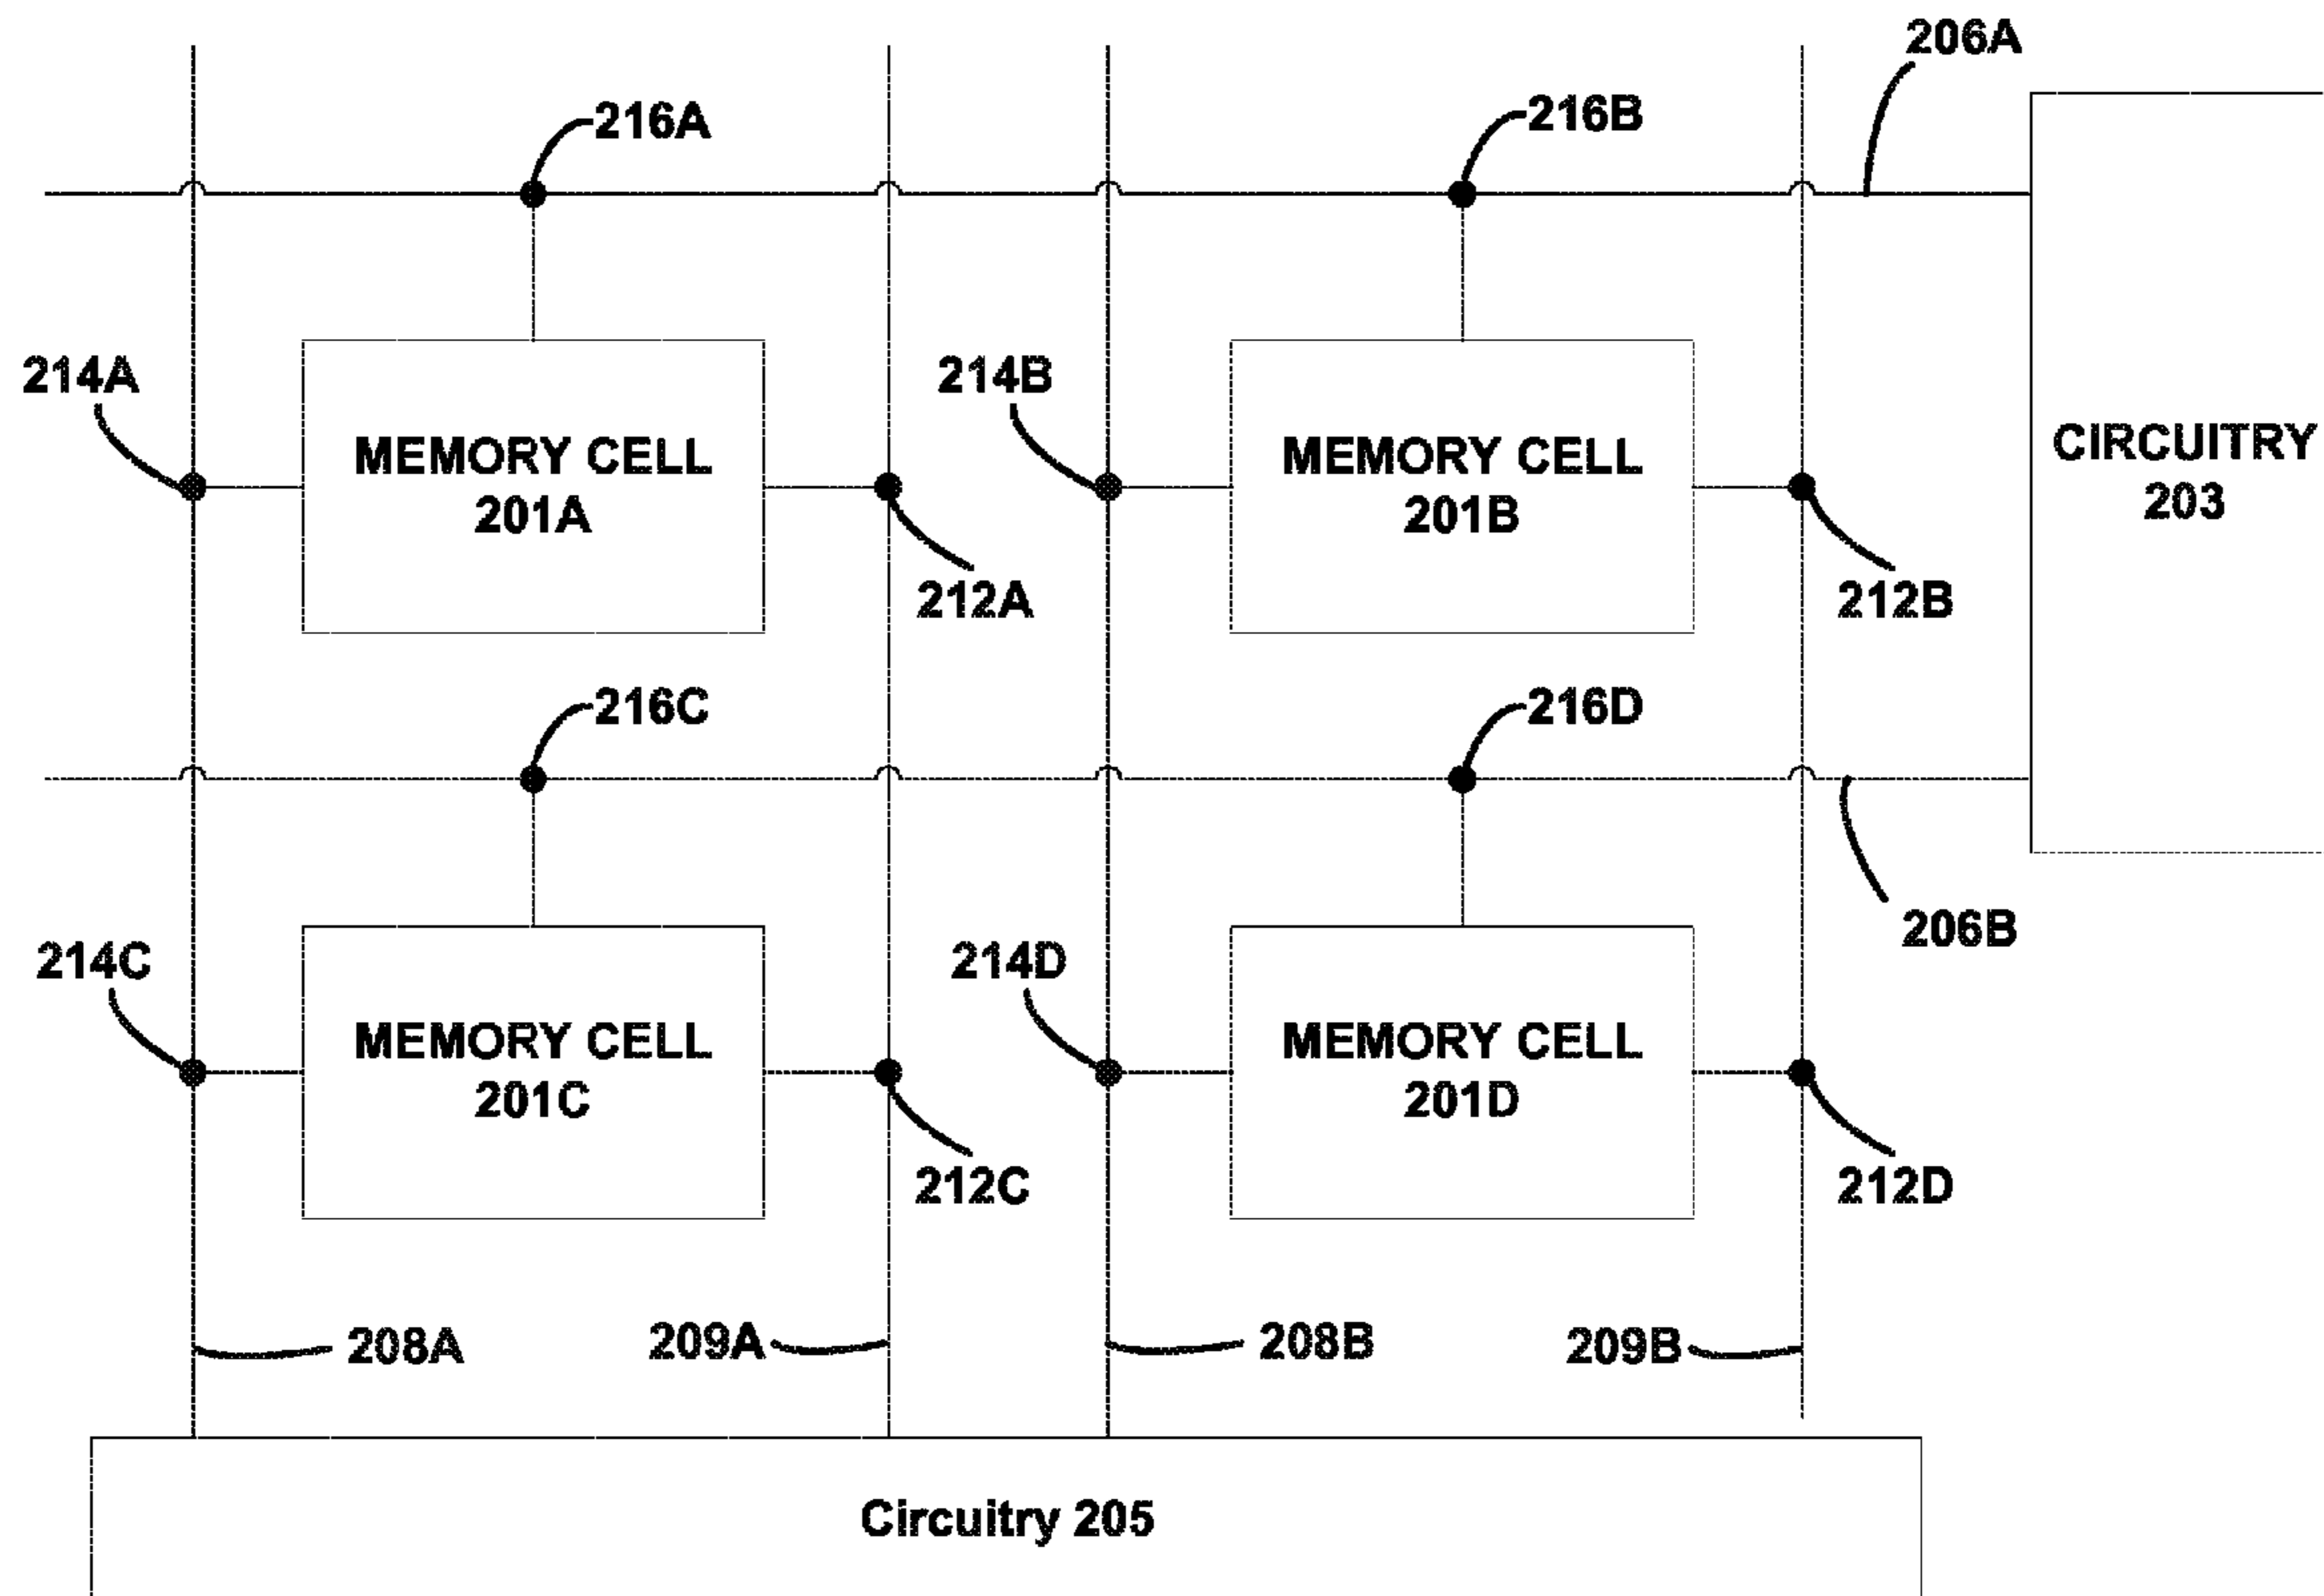 206A
216A
216B
214A
214B
MEMORY CELL
201A
MEMORY CELL
201B
CIRCUITRY
203
212A
212B
216C
216D
206B
214C
214D
MEMORY CELL
201C
MEMORY CELL
201D
212C
212D
208A
209A
208B
209B
Circuitry 205